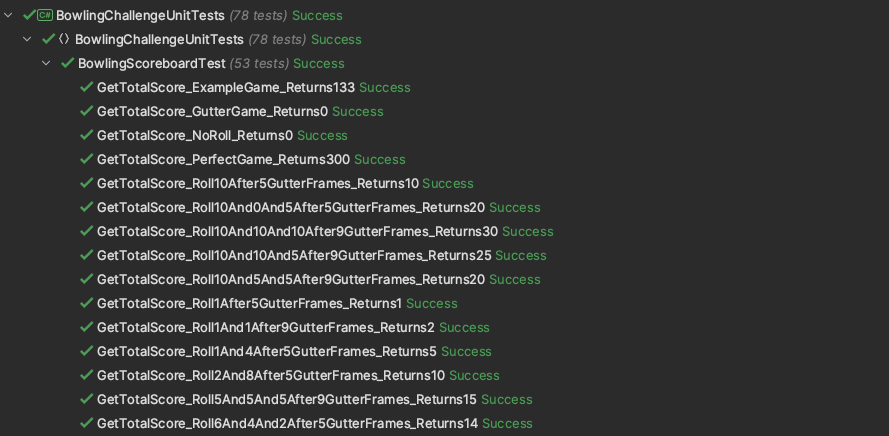 C# BowlingChallengeUnitTests (78 tests) Success
{} BowlingChallengeUnitTests (78 tests) Success
BowlingScoreboardTest (53 tests) Success
GetTotalScore_ExampleGame_Returns133 Success
GetTotalScore_GutterGame_Returns0 Success
GetTotalScore_NoRoll_Returns0 Success
GetTotalScore_PerfectGame_Returns300 Success
GetTotalScore_Roll10After5GutterFrames_Returns10 Success
GetTotalScore_Roll10And0And5After5GutterFrames_Returns20 Success
GetTotalScore_Roll10And10And10After9GutterFrames_Returns30 Success
GetTotalScore_Roll10And10And5After9GutterFrames_Returns25 Success
GetTotalScore_Roll10And5And5After9GutterFrames_Returns20 Success
GetTotalScore_Roll1After5GutterFrames_Returns1 Success
GetTotalScore_Roll1And1After9GutterFrames_Returns2 Success
GetTotalScore_Roll1And4After5GutterFrames_Returns5 Success
GetTotalScore_Roll2And8After5GutterFrames_Returns10 Success
GetTotalScore_Roll5And5And5After9GutterFrames_Returns15 Success
GetTotalScore_Roll6And4And2After5GutterFrames_Returns14 Success